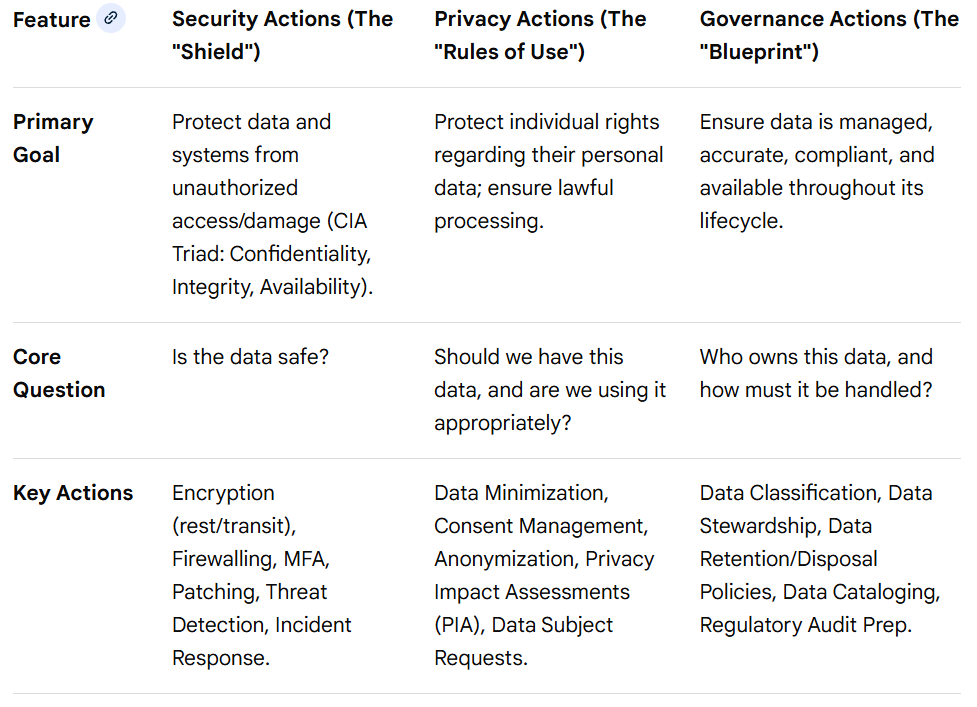 Feature
Security Actions (The
"Shield")
Privacy Actions (The
"Rules of Use")
Governance Actions (The
"Blueprint")
Primary
Goal
Protect data and
systems from
unauthorized
access/damage (CIA
Triad: Confidentiality,
Integrity, Availability).
Protect individual rights
regarding their personal
data; ensure lawful
processing.
Ensure data is managed,
accurate, compliant, and
available throughout its
lifecycle.
Core
Question
Is the data safe?
Should we have this
data, and are we using it
appropriately?
Who owns this data, and
how must it be handled?
Key Actions
Encryption
(rest/transit),
Firewalling, MFA,
Patching, Threat
Detection, Incident
Response.
Data Minimization,
Consent Management,
Anonymization, Privacy
Impact Assessments
(PIA), Data Subject
Requests.
Data Classification, Data
Stewardship, Data
Retention/Disposal
Policies, Data Cataloging,
Regulatory Audit Prep.